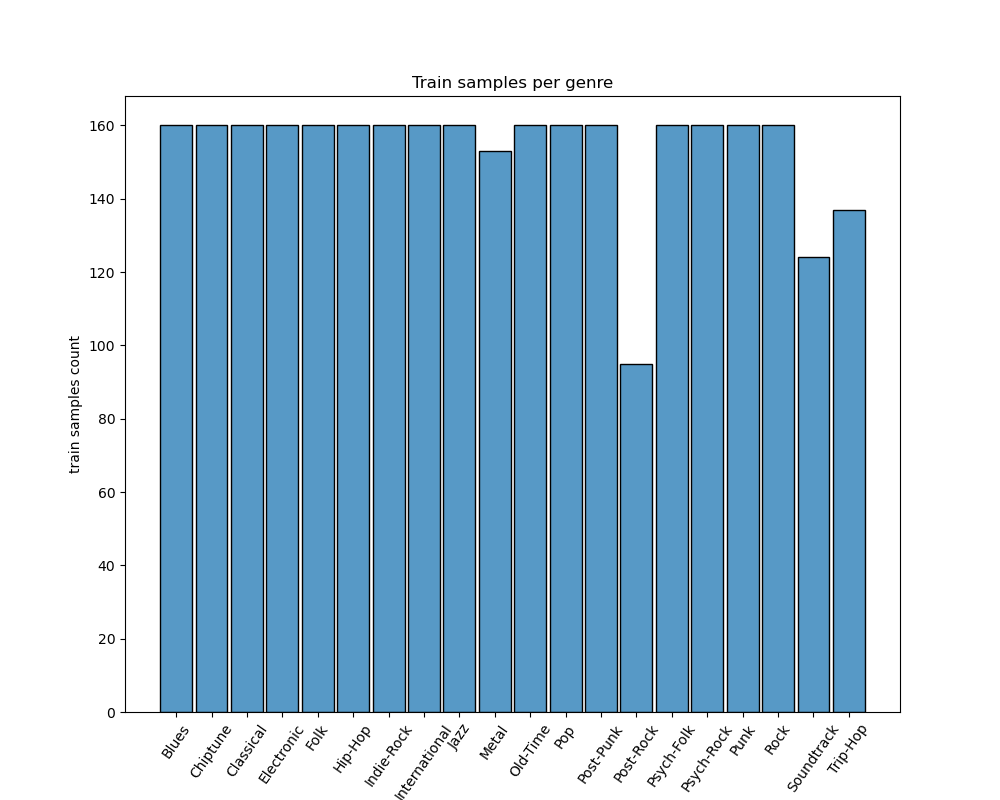 Train samples per genre
train samples count
160
140
120
100
80
60
40
20
0
Blues
Chiptune
Classical
Electronic
Folk
Hip-Hop
Indie-Rock
International
Jazz
Metal
Old-Time
Pop
Post-Punk
Post-Rock
Psych-Folk
Psych-Rock
Punk
Rock
Soundtrack
Trip-Hop